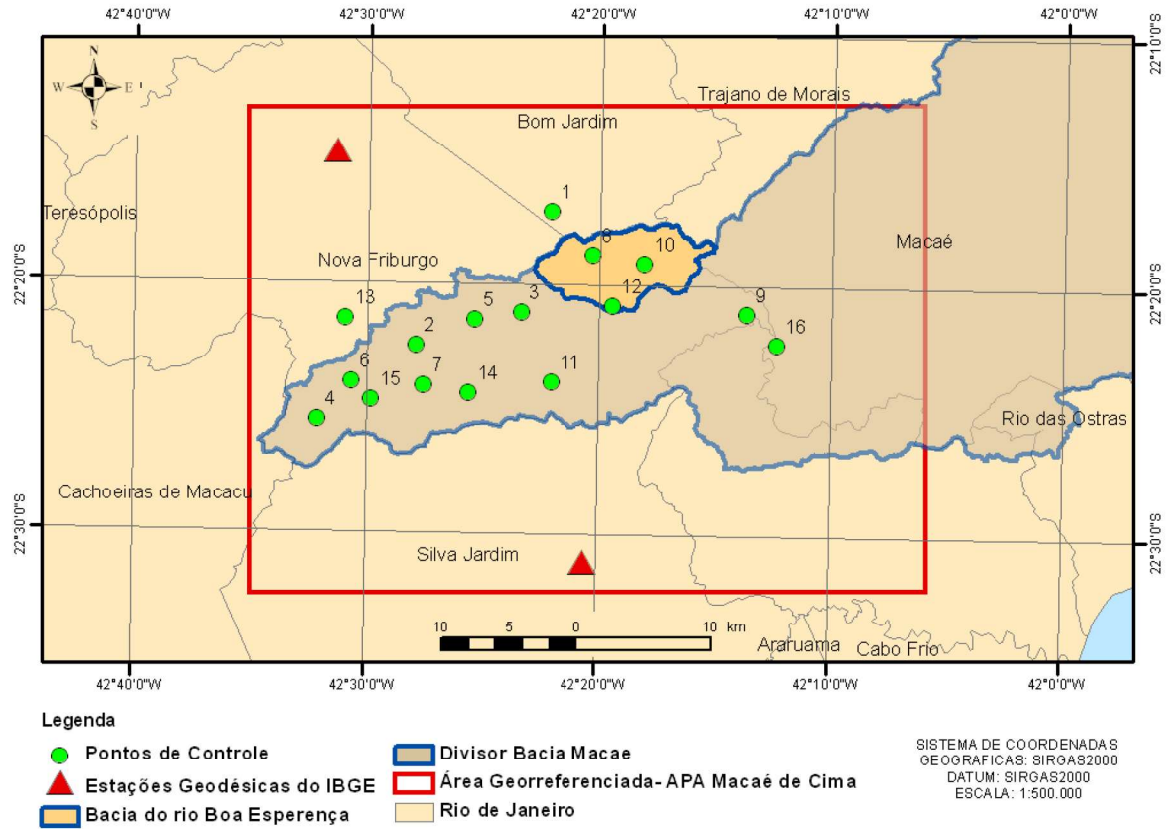 42°40'0"W 42°30'0"W 42°20'0"W 42°10'0"W 42°0'0"W
22°10'0"S
N
W E
S
Trajano de Morais
Bom Jardim
1
Teresópolis
8
10
Macaé
Nova Friburgo
22°20'0"S
22°20'0"S
13
5
3
12
9
2
16
6
15
7
14
11
4
Rio das Ostras
Cachoeiras de Macacu
22°30'0"S
22°30'0"S
Silva Jardim
10 5 0 10 km
Araruama
Cabo Frio
42°40'0"W 42°30'0"W 42°20'0"W 42°10'0"W 42°0'0"W
Legenda
Pontos de Controle
Estações Geodésicas do IBGE
Bacia do rio Boa Esperença
Divisor Bacia Macae
Área Georreferenciada- APA Macaé de Cima
Rio de Janeiro
SISTEMA DE COORDENADAS
GEOGRAFICAS: SIRGAS2000
DATUM: SIRGAS2000
ESCALA: 1:500.000